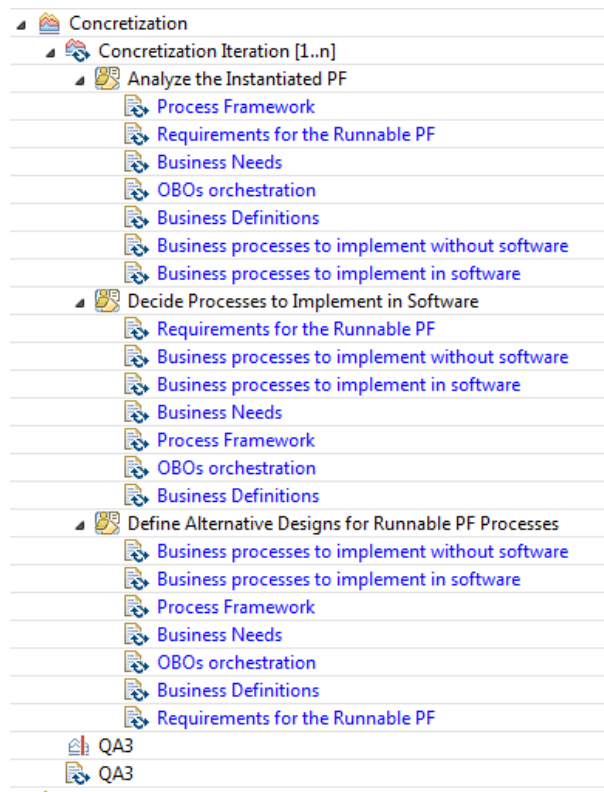 Concretization
Concretization Iteration [1..n]
Analyze the Instantiated PF
Process Framework
Requirements for the Runnable PF
Business Needs
OBOs orchestration
Business Definitions
Business processes to implement without software
Business processes to implement in software
Decide Processes to Implement in Software
Requirements for the Runnable PF
Business processes to implement without software
Business processes to implement in software
Business Needs
Process Framework
OBOs orchestration
Business Definitions
Define Alternative Designs for Runnable PF Processes
Business processes to implement without software
Business processes to implement in software
Process Framework
Business Needs
OBOs orchestration
Business Definitions
Requirements for the Runnable PF
QA3
QA3